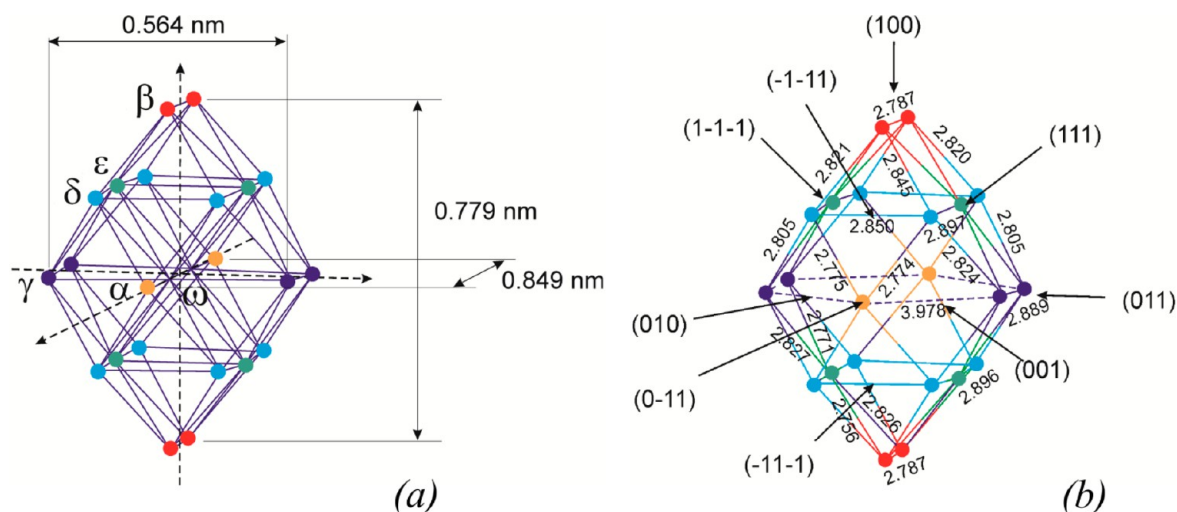 0.564 nm
β
ε
δ
0.779 nm
0.849 nm
γ
α
ω
(a)
(100)
(-1-11)
2.787
(1-1-1)
(111)
2.821
2.820
2.845
2.850
2.897
2.805
2.805
2.775
2.774
2.824
(011)
(010)
3.978
2.889
2.771
2.827
(001)
(0-11)
2.896
2.826
2.756
(-11-1)
2.787
(b)